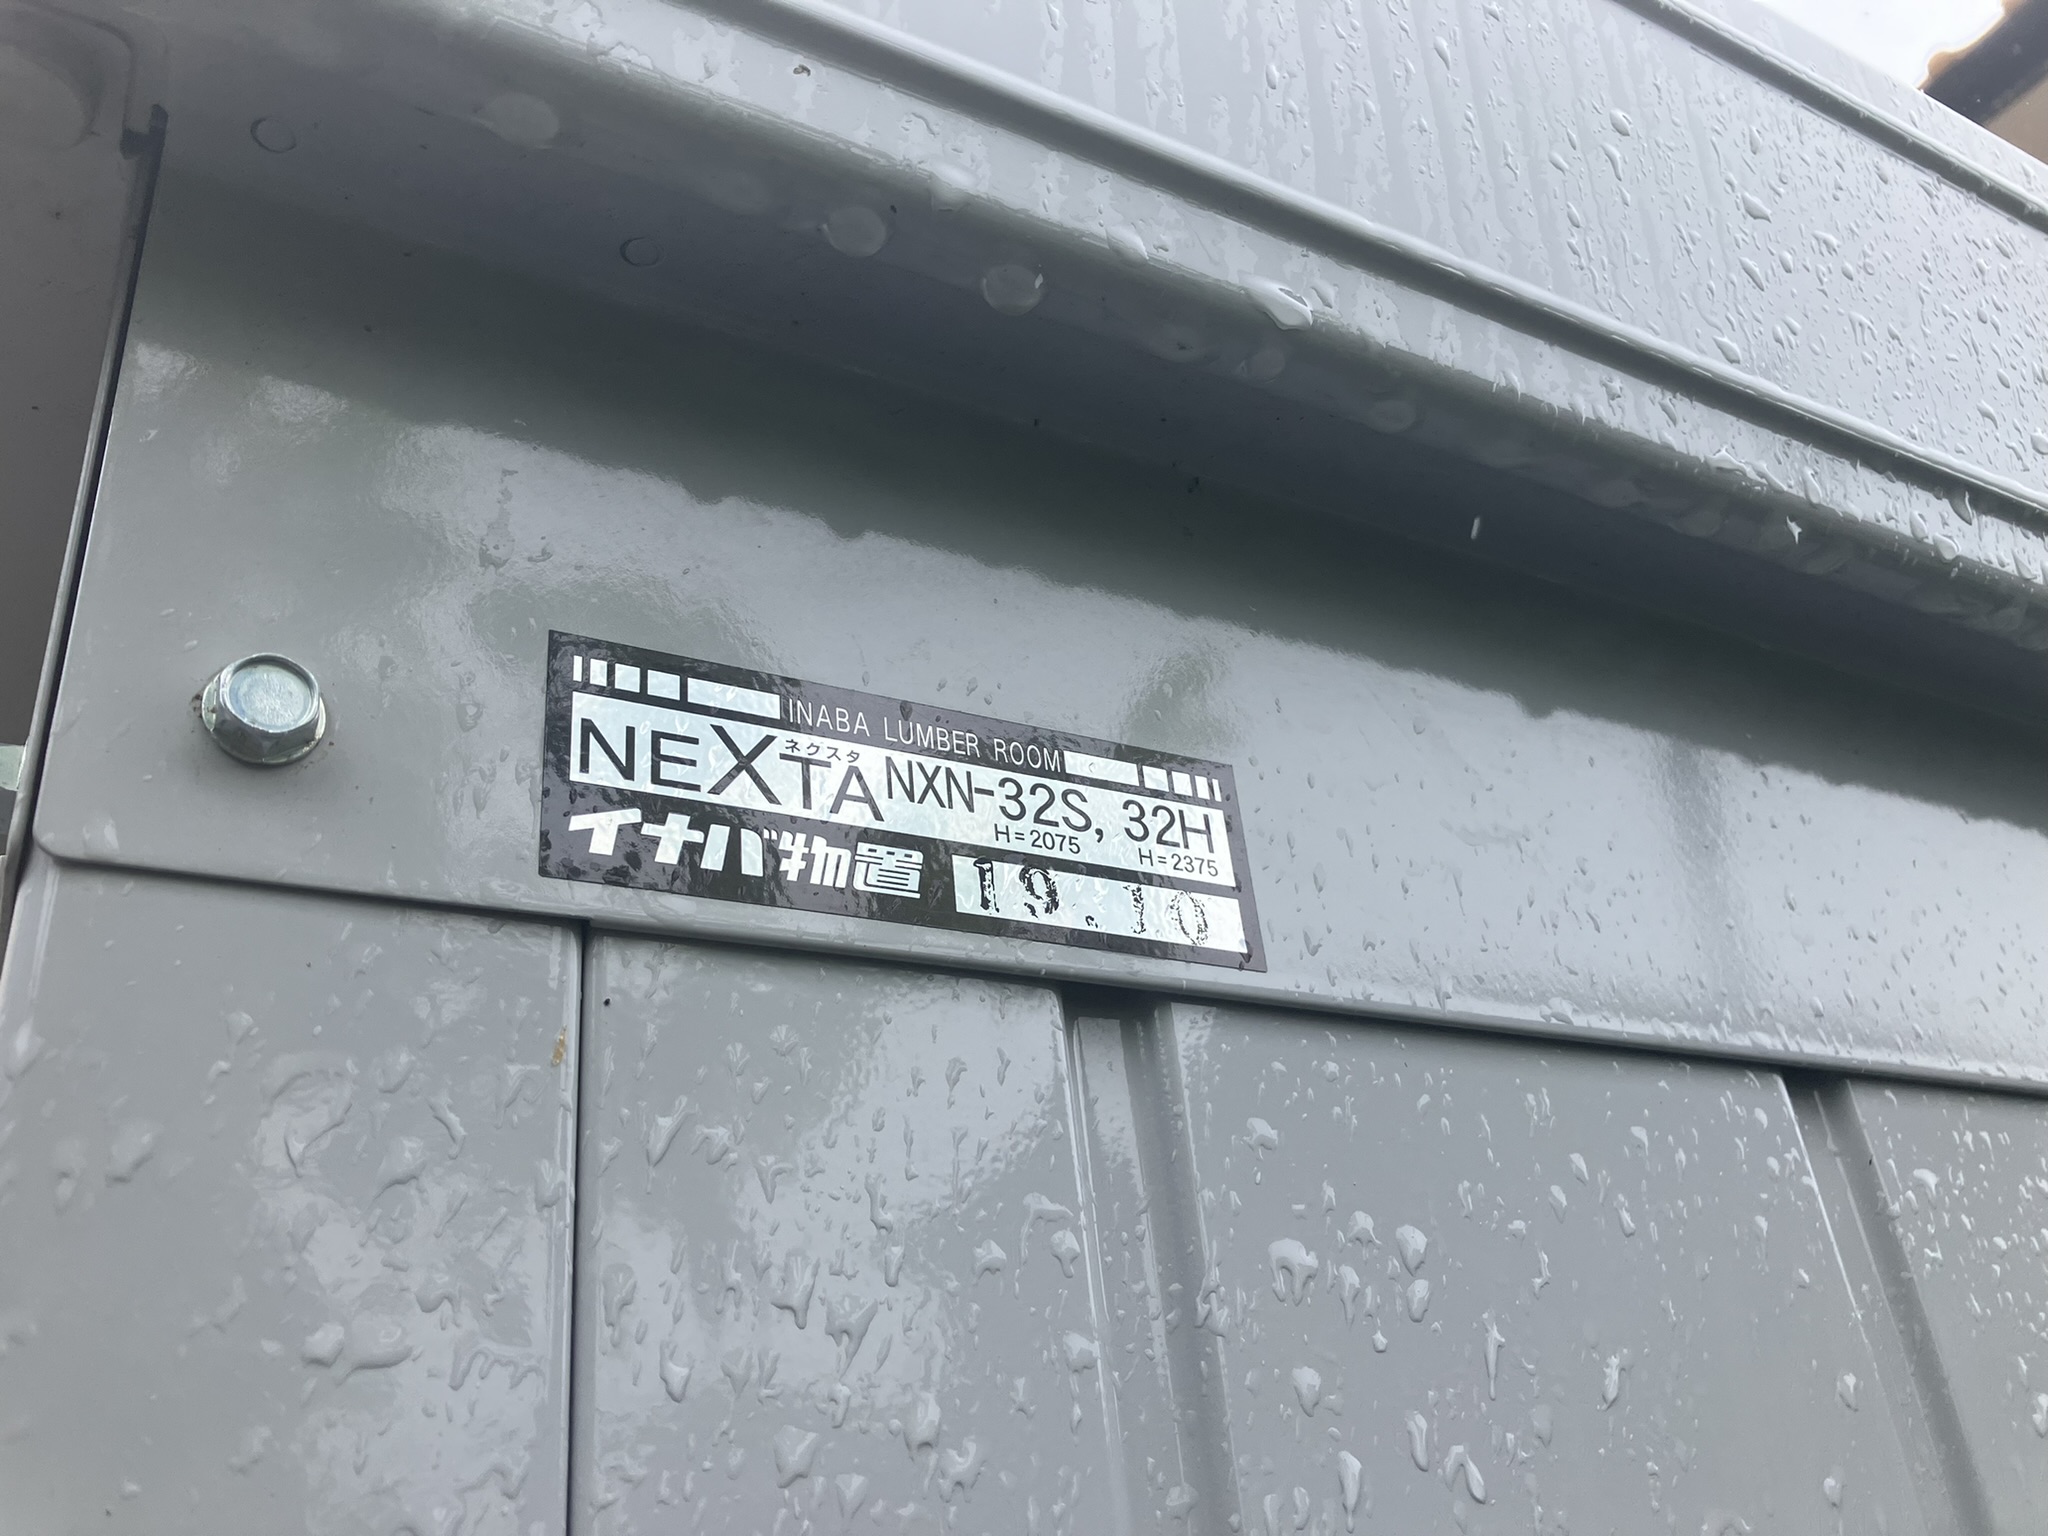 INABA LUMBER ROOM
ネクスタ
NEXTA NXN-32S, 32H
H=2075 H=2375
イナバ物置 19.10